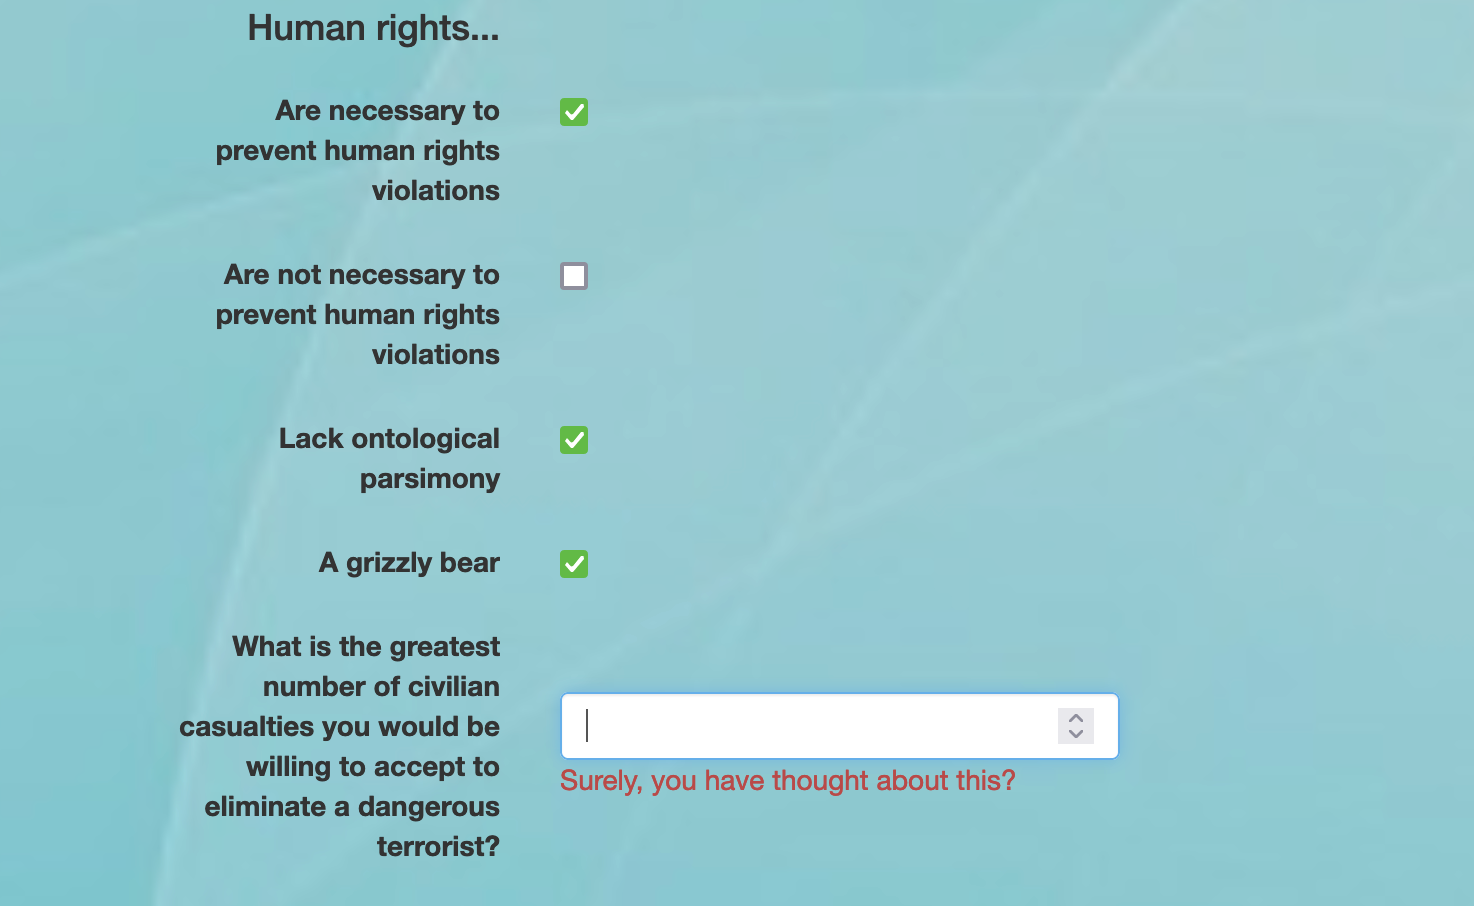 Human rights...
Are necessary to
prevent human rights
violations
Are not necessary to
prevent human rights
violations
Lack ontological
parsimony
A grizzly bear
What is the greatest
number of civilian
casualties you would be
willing to accept to
eliminate a dangerous
terrorist?
Surely, you have thought about this?